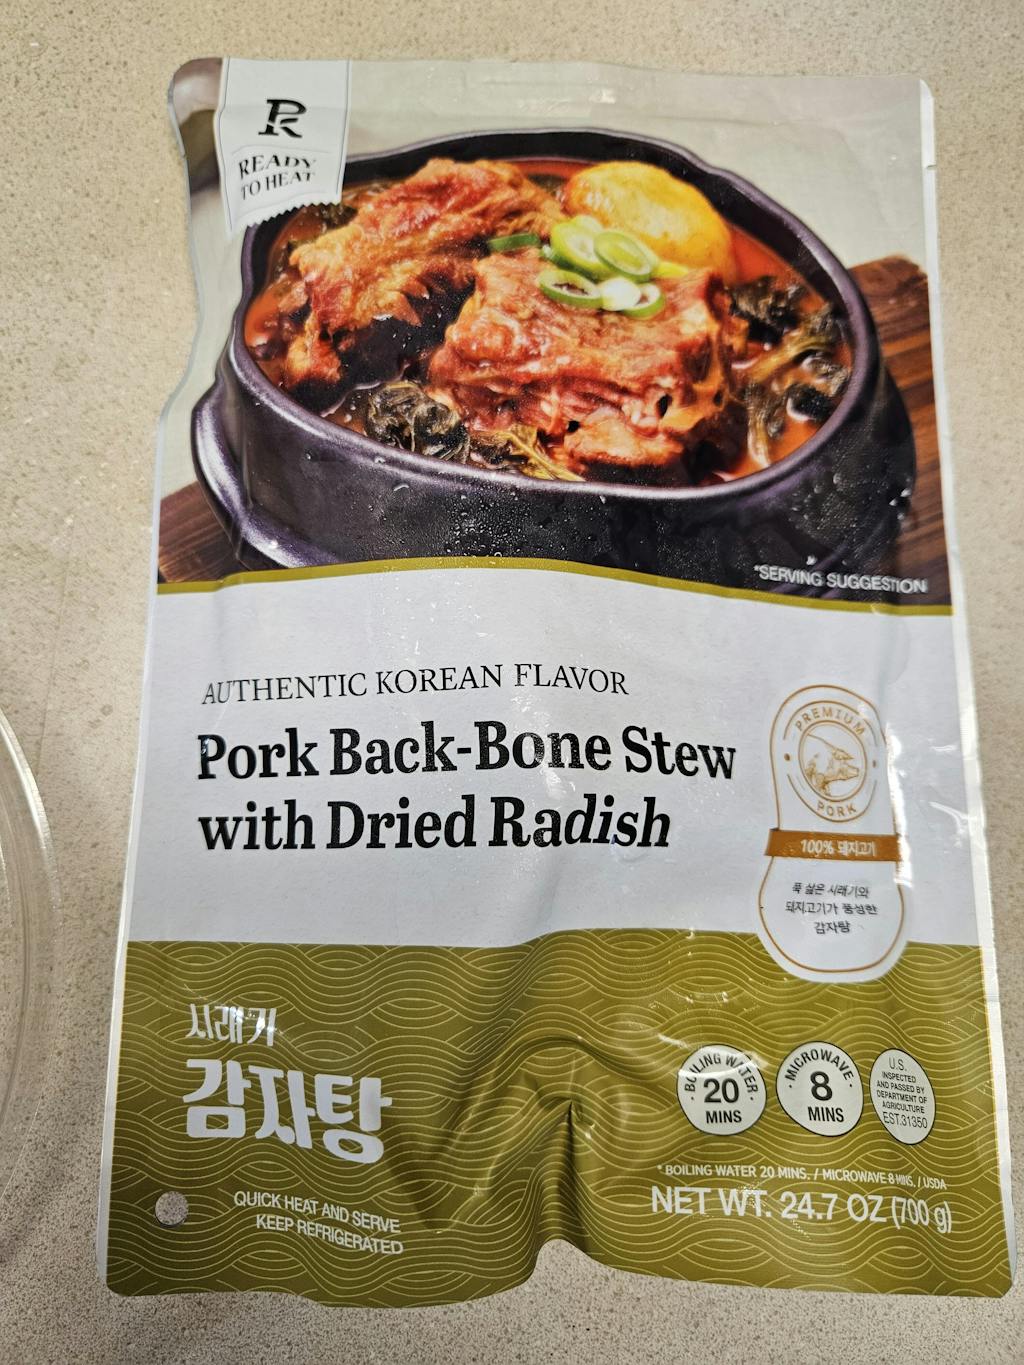 PK
READY
TO HEAT
*SERVING SUGGESTION
AUTHENTIC KOREAN FLAVOR
Pork Back-Bone Stew
with Dried Radish
PREMIUM
PORK
100% 돼지고기
푹 삶은 시래기와
돼지고기가 풍성한
감자탕
시래기
감자탕
BOILING WATER
20
MINS
MICROWAVE
8
MINS
U.S.
INSPECTED
AND PASSED BY
DEPARTMENT OF
AGRICULTURE
EST.31350
*BOILING WATER 20 MINS. / MICROWAVE 8 MINS. / USDA
NET WT. 24.7 OZ (700 g)
QUICK HEAT AND SERVE
KEEP REFRIGERATED